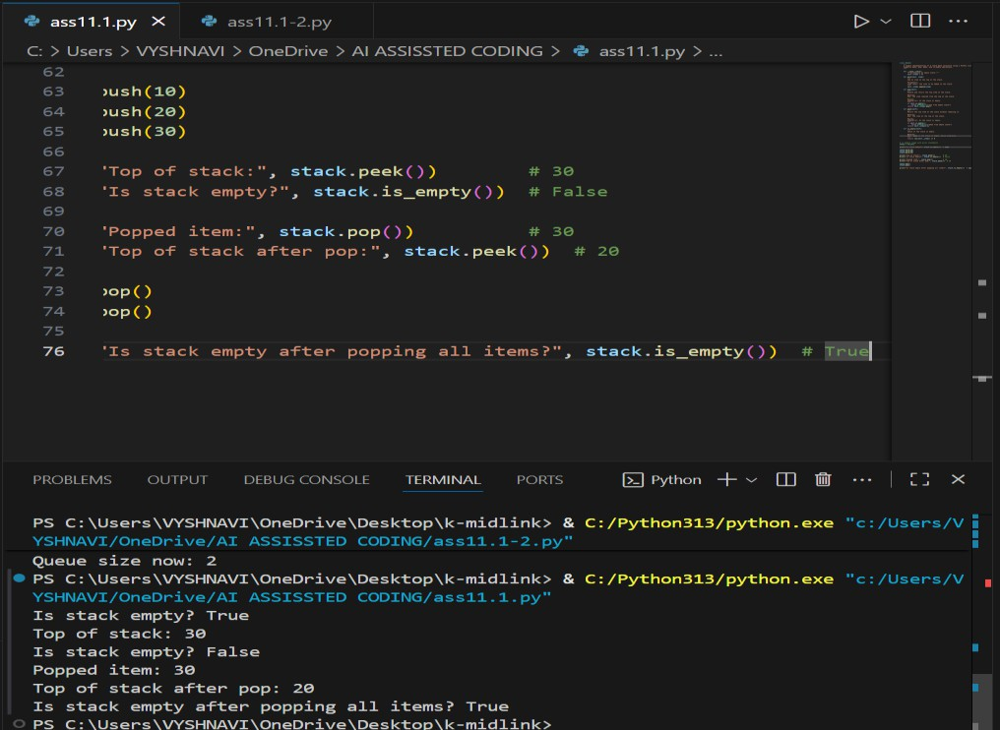 ass11.1.py
ass11.1-2.py
C: > Users > VYSHNAVI > OneDrive > AI ASSISSTED CODING > ass11.1.py > ...
62
63 push(10)
64 push(20)
65 push(30)
66
67 "Top of stack:", stack.peek()) # 30
68 "Is stack empty?", stack.is_empty()) # False
69
70 "Popped item:", stack.pop()) # 30
71 "Top of stack after pop:", stack.peek()) # 20
72
73 pop()
74 pop()
75
76 "Is stack empty after popping all items?", stack.is_empty()) # True
PROBLEMS OUTPUT DEBUG CONSOLE TERMINAL PORTS Python
PS C:\Users\VYSHNAVI\OneDrive\Desktop\k-midlink> & C:/Python313/python.exe "c:/Users/V
YSHNAVI/OneDrive/AI ASSISSTED CODING/ass11.1-2.py"
Queue size now: 2
PS C:\Users\VYSHNAVI\OneDrive\Desktop\k-midlink> & C:/Python313/python.exe "c:/Users/V
YSHNAVI/OneDrive/AI ASSISSTED CODING/ass11.1.py"
Is stack empty? True
Top of stack: 30
Is stack empty? False
Popped item: 30
Top of stack after pop: 20
Is stack empty after popping all items? True
PS C:\Users\VYSHNAVI\OneDrive\Desktop\k-midlink>